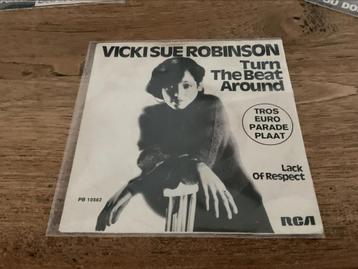 VICKI SUE ROBINSON
Turn
The Beat
Around
TROS
EURO
PARADE
PLAAT
Lack
Of Respect
PB 10562
RCA